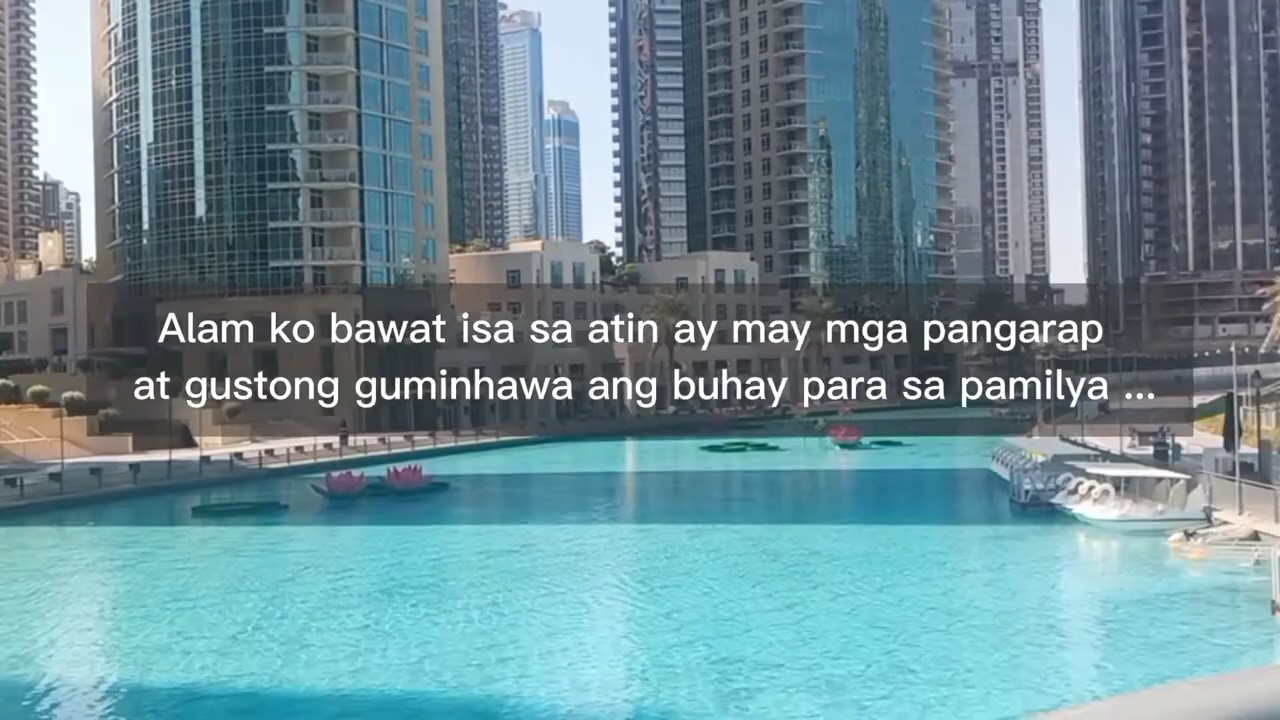 Alam ko bawat isa sa atin ay may mga pangarap
at gustong guminhawa ang buhay para sa pamilya ...